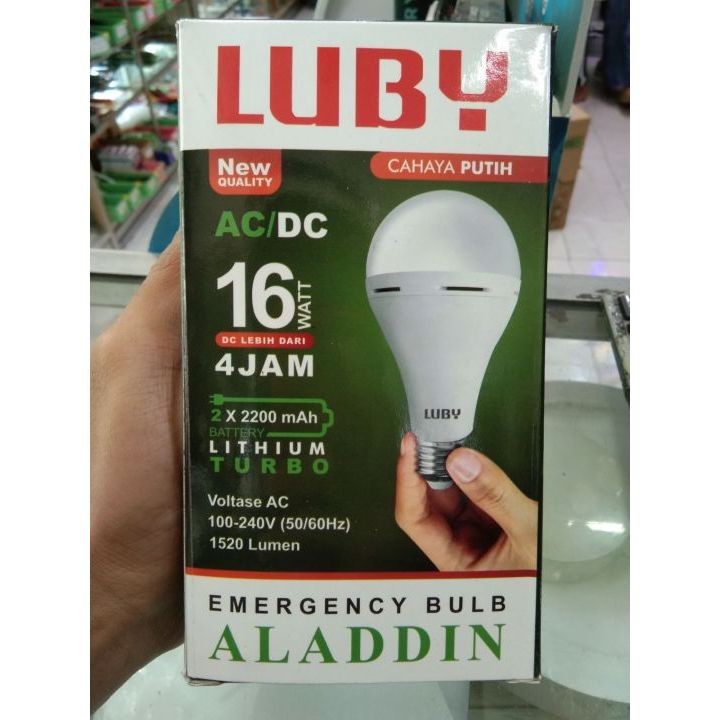 LUBY
New
QUALITY
CAHAYA PUTIH
AC/DC
16 WATT
DC LEBIH DARI
4JAM
2 X 2200 mAh
BATTERY
LITHIUM
TURBO
LUBY
Voltase AC
100-240V (50/60Hz)
1520 Lumen
EMERGENCY BULB
ALADDIN